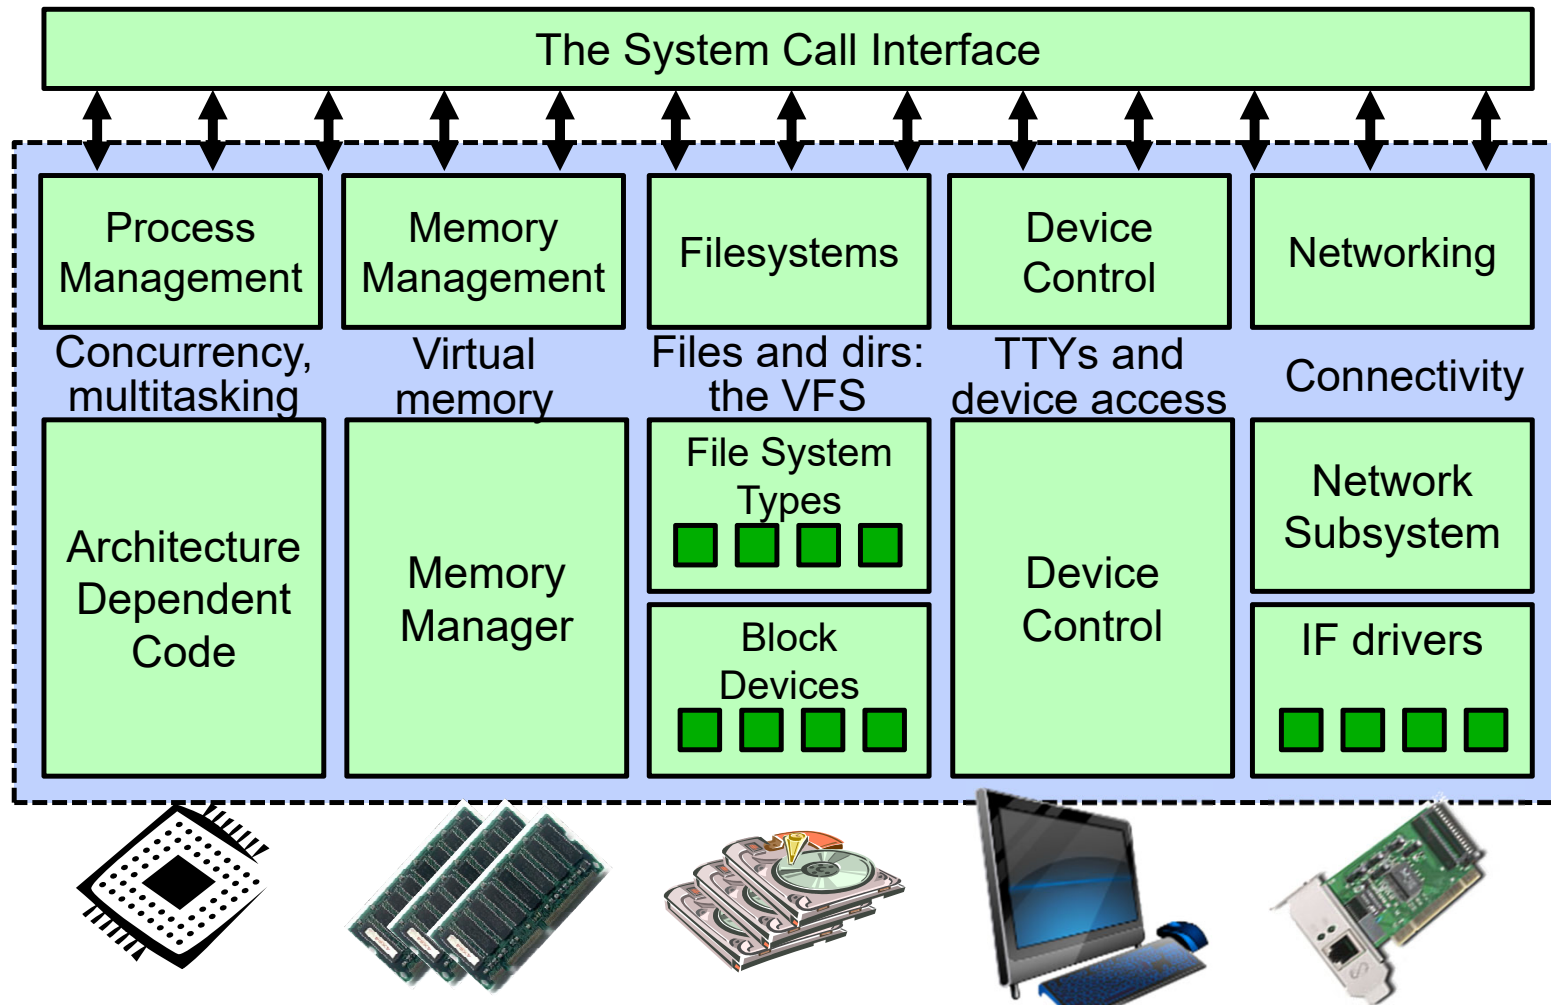 The System Call Interface
Process
Management
Memory
Management
Filesystems
Device
Control
Networking
Concurrency,
multitasking
Virtual
memory
Files and dirs:
the VFS
TTYs and
device access
Connectivity
Architecture
Dependent
Code
Memory
Manager
File System
Types
Block
Devices
Device
Control
Network
Subsystem
IF drivers